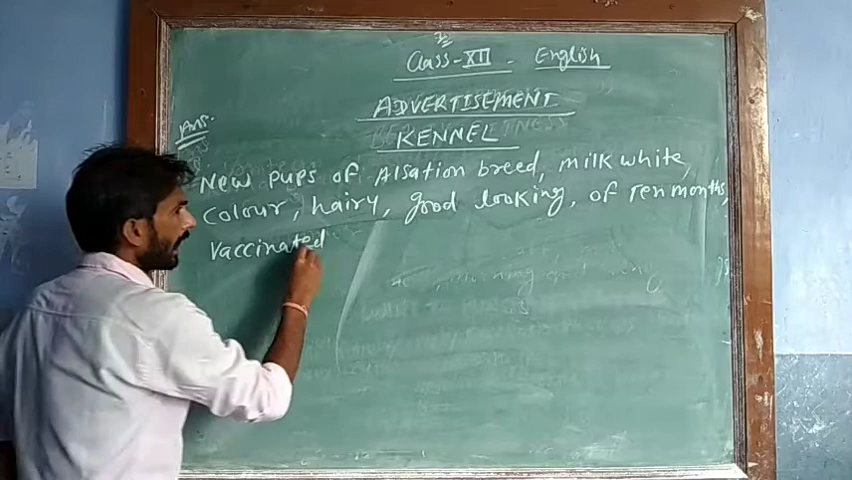 Class-XII - English
ADVERTISEMENT
KENNEL
Ans.
New pups of Alsation breed, milk white,
Colour, hairy, good looking, of Ten months,
Vaccinated